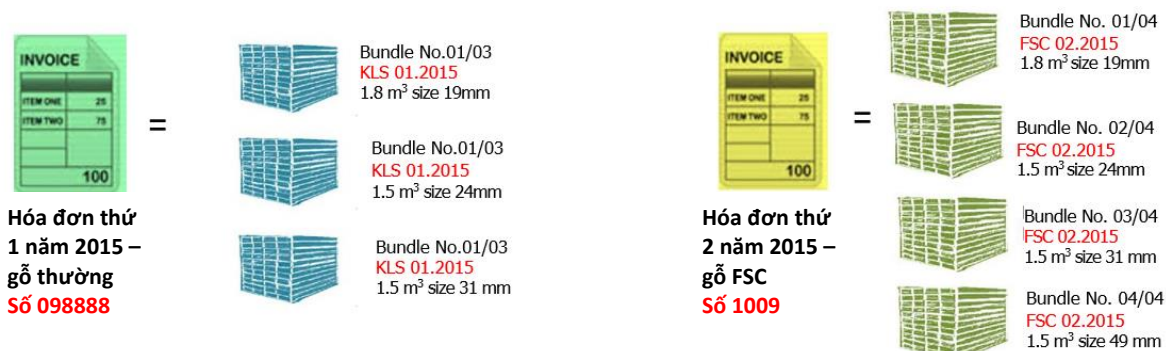 INVOICE
ITEM ONE 25
ITEM TWO 75
100
=
Hóa đơn thứ
1 năm 2015 –
gỗ thường
Số 098888
Bundle No.01/03
KLS 01.2015
1.8 m³ size 19mm
Bundle No.01/03
KLS 01.2015
1.5 m³ size 24mm
Bundle No.01/03
KLS 01.2015
1.5 m³ size 31 mm
INVOICE
ITEM ONE 25
ITEM TWO 75
100
=
Hóa đơn thứ
2 năm 2015 –
gỗ FSC
Số 1009
Bundle No. 01/04
FSC 02.2015
1.8 m³ size 19mm
Bundle No. 02/04
FSC 02.2015
1.5 m³ size 24mm
Bundle No. 03/04
FSC 02.2015
1.5 m³ size 31 mm
Bundle No. 04/04
FSC 02.2015
1.5 m³ size 49 mm